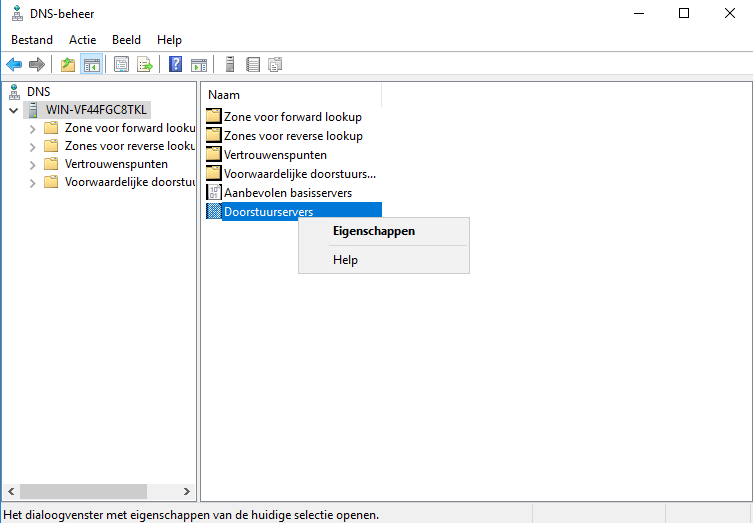 DNS-beheer
Bestand Actie Beeld Help
DNS
WIN-VF44FGC8TKL
Zone voor forward looku
Zones voor reverse looku
Vertrouwenspunten
Voorwaardelijke doorstuu
Naam
Zone voor forward lookup
Zones voor reverse lookup
Vertrouwenspunten
Voorwaardelijke doorstuurs...
Aanbevolen basisservers
Doorstuurservers
Eigenschappen
Help
Het dialoogvenster met eigenschappen van de huidige selectie openen.